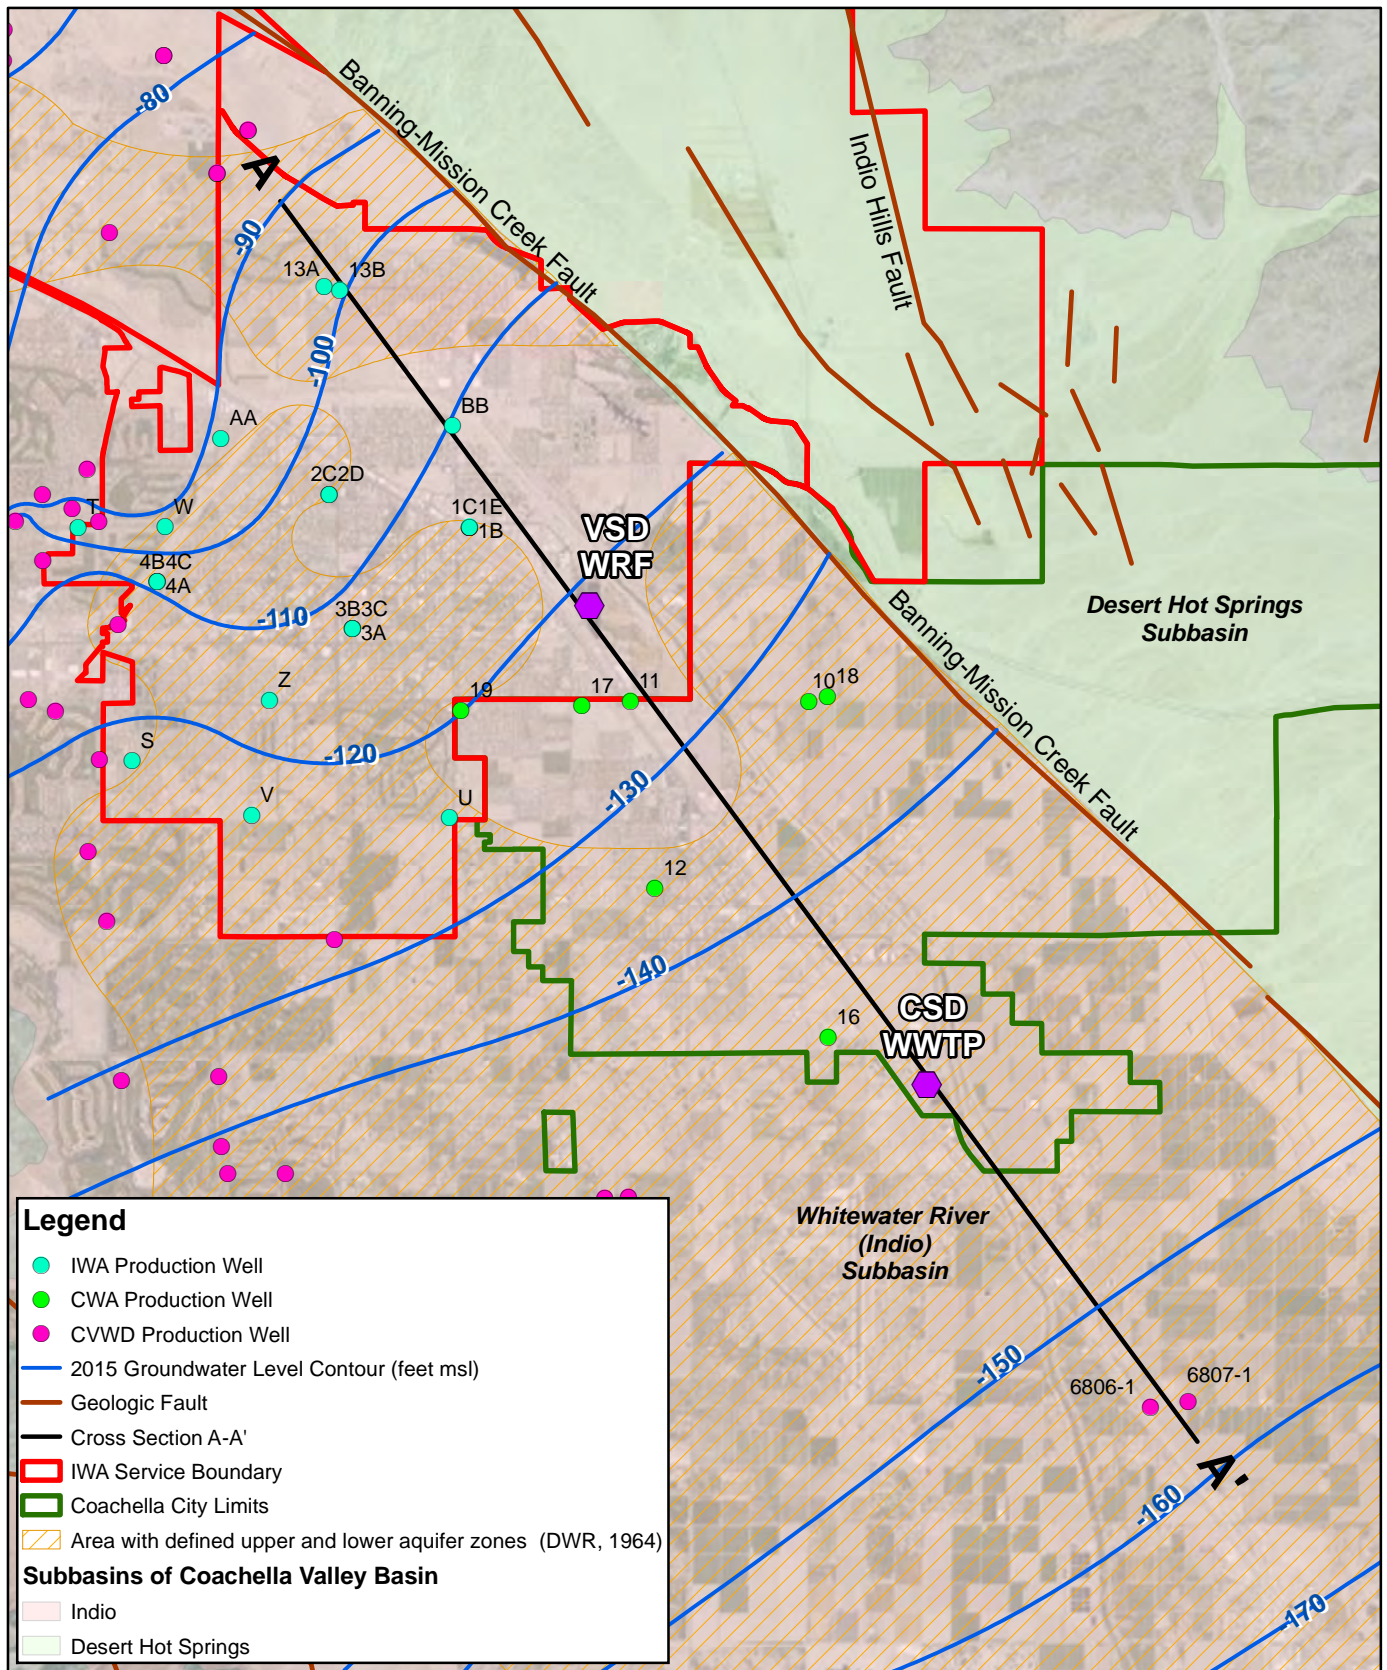 -80
Banning-Mission Creek Fault
Indio Hills Fault
A
-90
13A
13B
-100
AA
BB
2C2D
T
W
1C1E
1B
VSD
WRF
4B4C
4A
-110
3B3C
3A
Banning-Mission Creek Fault
Desert Hot Springs
Subbasin
Z
19
17
11
10
18
-120
S
-130
V
U
12
-140
CSD
WWTP
16
Whitewater River
(Indio)
Subbasin
-150
6806-1
6807-1
A'
-160
-170
Legend
IWA Production Well
CWA Production Well
CVWD Production Well
2015 Groundwater Level Contour (feet msl)
Geologic Fault
Cross Section A-A'
IWA Service Boundary
Coachella City Limits
Area with defined upper and lower aquifer zones (DWR, 1964)
Subbasins of Coachella Valley Basin
Indio
Desert Hot Springs